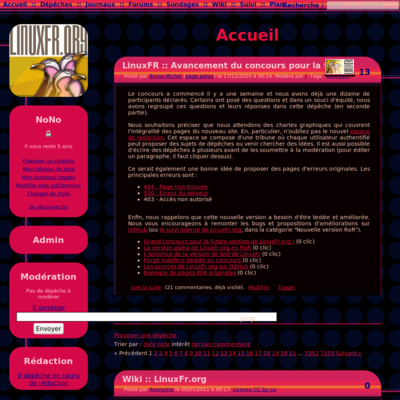 Accueil :: Dépêches :: Journaux :: Forums :: Sondages :: Wiki :: Suivi :: Plan
Recherche
LINUXFR.ORG
Accueil
NoNo
Il vous reste 5 avis
Proposer un contenu
Mon tableau de bord
Mes contenus taggés
Modifier mes préférences
Changer de style
Se déconnecter
Admin
Modération
Pas de dépêche à
modérer
0 sondage
Envoyer
Rédaction
0 dépêche en cours
de rédaction
LinuxFR :: Avancement du concours pour la
13
Posté par Bruno Michel, page perso, le 17/11/2010 à 00:24. Modéré par . Tags
Le concours a commencé il y a une semaine et nous avons déjà une dizaine de
participants déclarés. Certains ont posé des questions et dans un souci d'équité, nous
avons regroupé ces questions et leurs réponses dans cette dépêche (en seconde
partie).
Nous souhaitons préciser que nous attendons des chartes graphiques qui couvrent
l'intégralité des pages du nouveau site. En particulier, n'oubliez pas le nouvel espace
de rédaction. Cet espace se compose d'une tribune où chaque utilisateur authentifié
peut proposer des sujets de dépêches ou venir chercher des idées. Il est aussi possible
d'écrire des dépêches à plusieurs avant de les soumettre à la modération (pour éditer
un paragraphe, il faut cliquer dessus).
Ce serait également une bonne idée de proposer des pages d'erreurs originales. Les
principales erreurs sont :
404 - Page non trouvée
500 - Erreur du serveur
403 - Accès non autorisé
Enfin, nous rappelons que cette nouvelle version a besoin d'être testée et améliorée.
Nous vous encourageons à remonter les bugs et propositions d'améliorations sur
GitHub (ou le suivi interne de LinuxFr.org, dans la catégorie "Nouvelle version RoR").
Grand concours pour la future version de LinuxFr.org ! (0 clic)
La version alpha de LinuxFr.org en RoR (0 clic)
L'annonce de la version de test de LinuxFr (0 clic)
Forge Indefero dédiée au concours (0 clic)
Les sources de LinuxFr.org sur GitHub (0 clic)
Exemple de pages 404 originales (0 clic)
Lire la suite (21 commentaires, déjà visité). Modifier Tagger
Proposer une dépêche
Trier par : date note intérêt dernier commentaire
« Précédent 1 2 3 4 5 6 7 8 9 10 11 12 13 14 15 16 17 18 19 20 21 … 7252 7253 Suivant »
Wiki :: LinuxFr.org
0
Posté par Anonyme le 05/01/2011 à 00:13. Licence CC by-sa